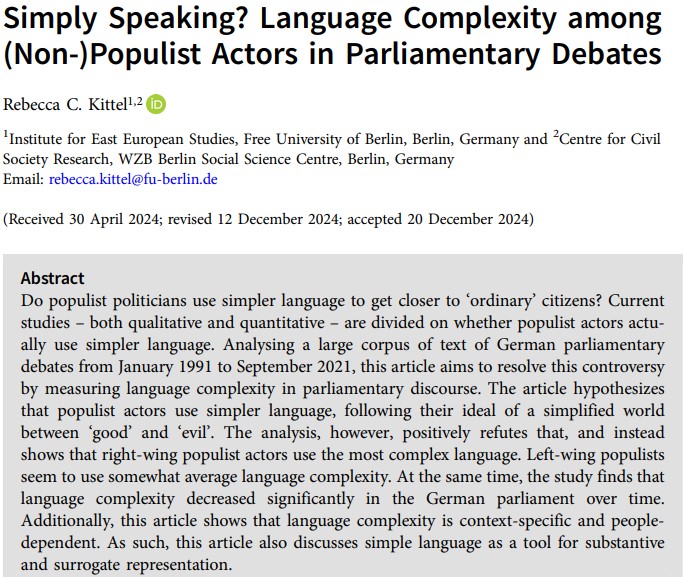 Simply Speaking? Language Complexity among
(Non-)Populist Actors in Parliamentary Debates
Rebecca C. Kittel1,2 iD
1Institute for East European Studies, Free University of Berlin, Berlin, Germany and 2Centre for Civil
Society Research, WZB Berlin Social Science Centre, Berlin, Germany
Email: rebecca.kittel@fu-berlin.de
(Received 30 April 2024; revised 12 December 2024; accepted 20 December 2024)
Abstract
Do populist politicians use simpler language to get closer to ‘ordinary’ citizens? Current
studies – both qualitative and quantitative – are divided on whether populist actors actu-
ally use simpler language. Analysing a large corpus of text of German parliamentary
debates from January 1991 to September 2021, this article aims to resolve this controversy
by measuring language complexity in parliamentary discourse. The article hypothesizes
that populist actors use simpler language, following their ideal of a simplified world
between ‘good’ and ‘evil’. The analysis, however, positively refutes that, and instead
shows that right-wing populist actors use the most complex language. Left-wing populists
seem to use somewhat average language complexity. At the same time, the study finds that
language complexity decreased significantly in the German parliament over time.
Additionally, this article shows that language complexity is context-specific and people-
dependent. As such, this article also discusses simple language as a tool for substantive
and surrogate representation.